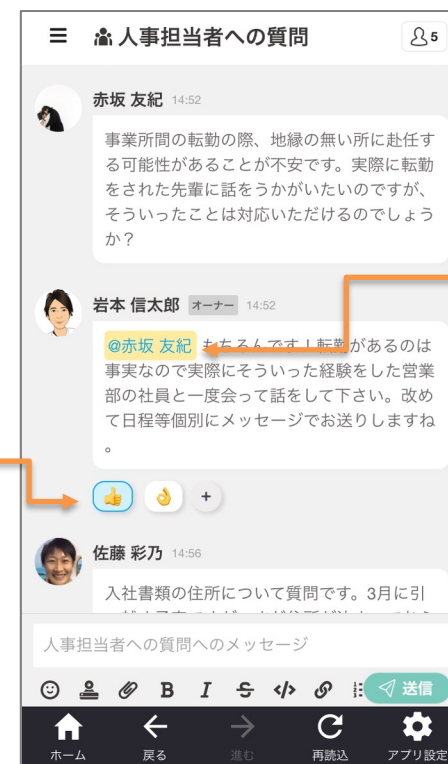 人事担当者への質問
5
赤坂 友紀 14:52
事業所間の転勤の際、地縁の無い所に赴任す
る可能性があることが不安です。実際に転勤
をされた先輩に話をうかがいたいのですが、
そういったことは対応いただけるのでしょう
か?
岩本 信太郎 オーナー 14:52
@赤坂 友紀 もちろんです!転勤があるのは
事実なので実際にそういった経験をした営業
部の社員と一度会って話をして下さい。改め
て日程等個別にメッセージでお送りしますね
。
+
佐藤 彩乃 14:56
入社書類の住所について質問です。3月に引
人事担当者への質問へのメッセージ
B I S </> 送信
ホーム 戻る 進む 再読込 アプリ設定